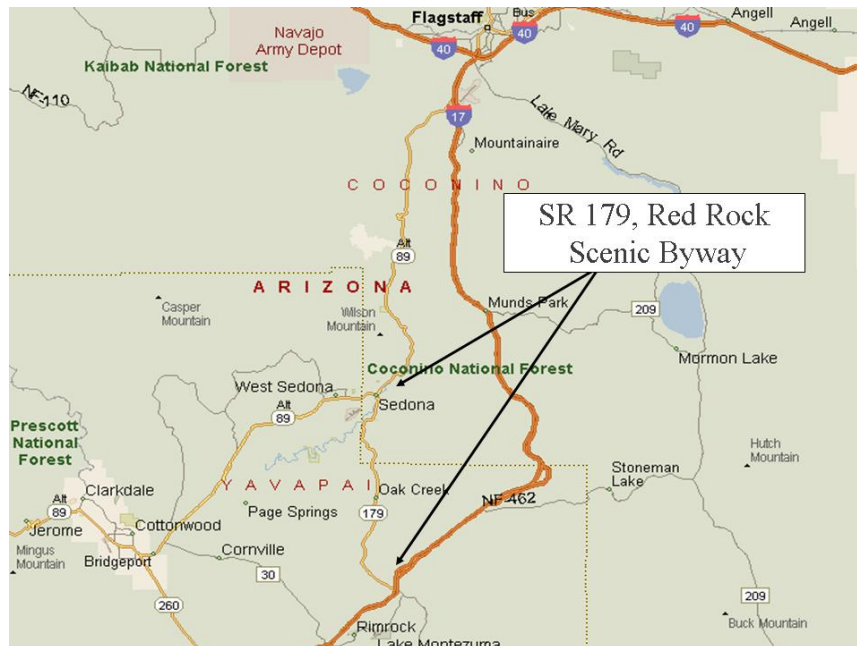 Flagstaff
Bus
Angell
Angell
40
40
40
Navajo
Army Depot
Kaibab National Forest
NF-110
17
Lake Mary Rd
Mountainaire
COCONINO
SR 179, Red Rock
Scenic Byway
Alt
89
ARIZONA
Casper
Mountain
Wilson
Mountain
Munds Park
209
Mormon Lake
Coconino National Forest
West Sedona
Alt
89
Sedona
Prescott
National
Forest
Hutch
Mountain
YAVAPAI
Stoneman
Lake
NF-462
Oak Creek
179
Page Springs
Clarkdale
Alt
89
Jerome
Cottonwood
Mingus
Mountain
Bridgeport
Cornville
30
260
209
Buck Mountain
Rimrock
Lake Montezuma